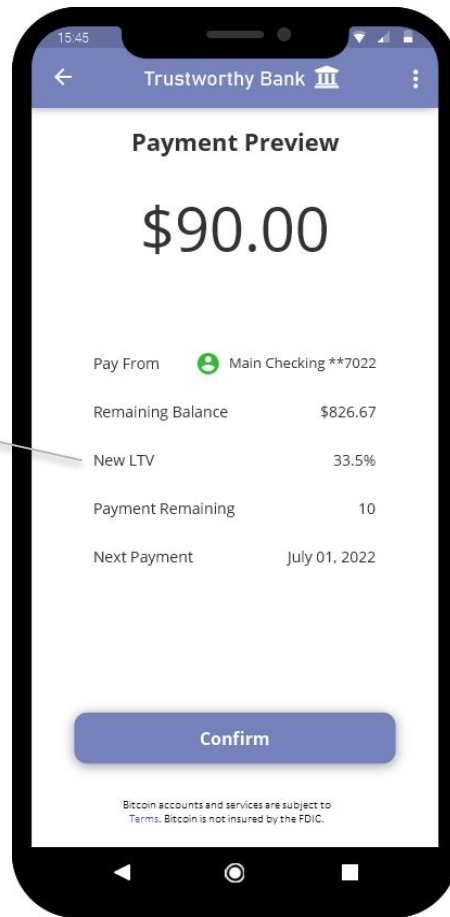 15:45
Trustworthy Bank
Payment Preview
$90.00
Pay From Main Checking **7022
Remaining Balance $826.67
New LTV 33.5%
Payment Remaining 10
Next Payment July 01, 2022
Confirm
Bitcoin accounts and services are subject to
Terms. Bitcoin is not insured by the FDIC.